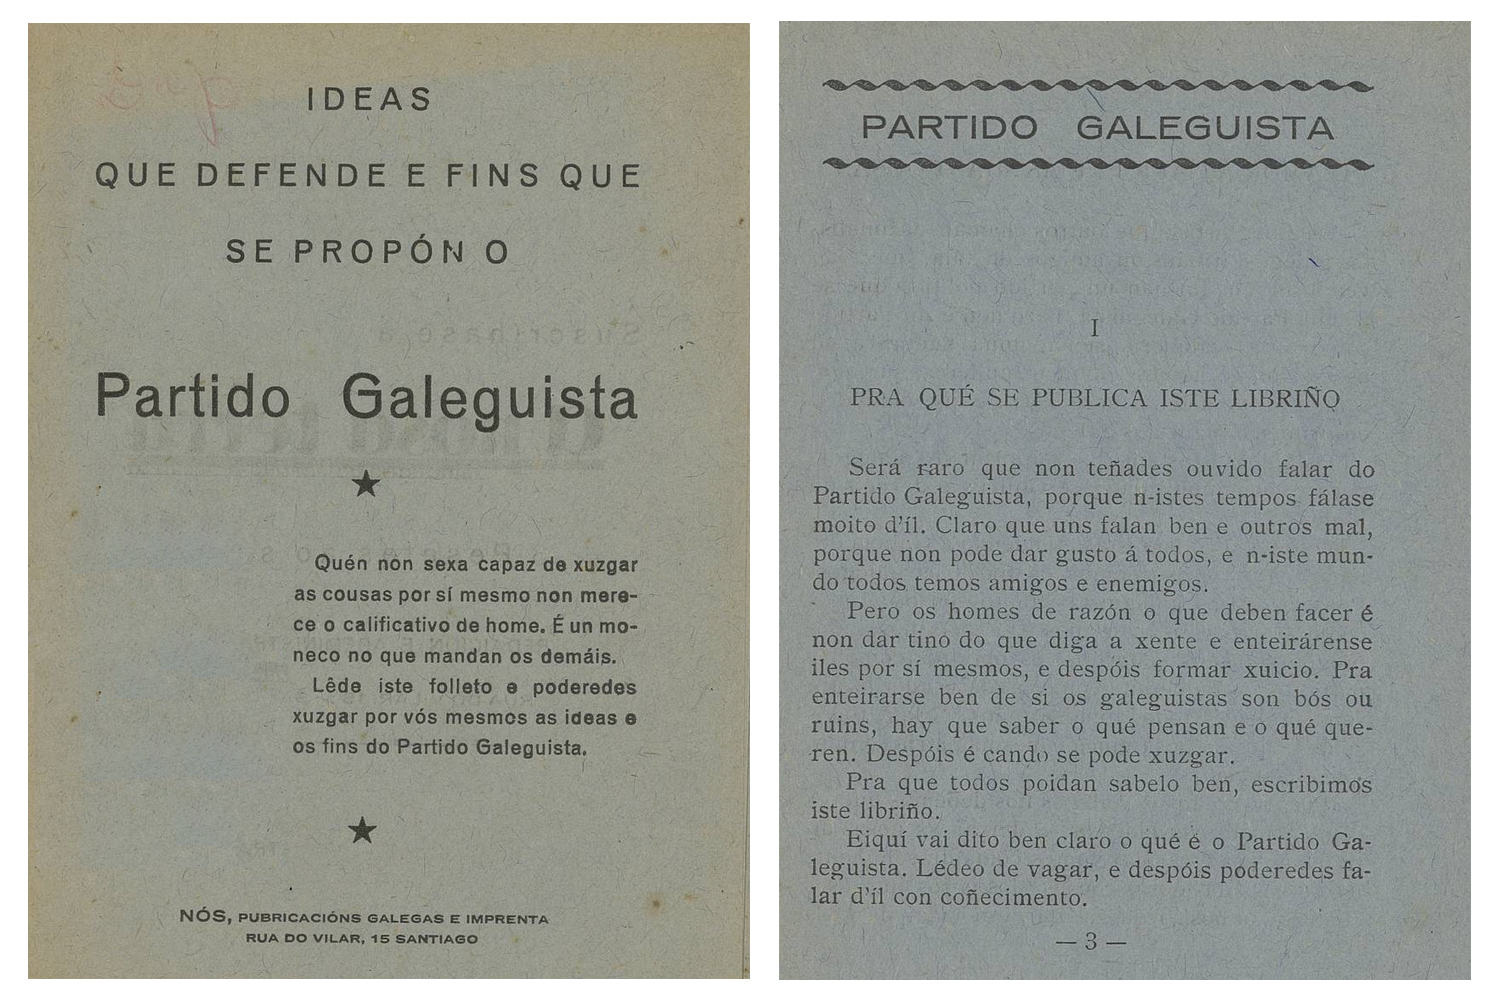 IDEAS
QUE DEFENDE E FINS QUE
SE PROPÓN O
Partido Galeguista
★
Quén non sexa capaz de xuzgar
as cousas por sí mesmo non mere-
ce o calificativo de home. É un mo-
neco no que mandan os demáis.
Lêde iste folleto e poderedes
xuzgar por vós mesmos as ideas e
os fins do Partido Galeguista.
★
NÓS, PUBRICACIÓNS GALEGAS E IMPRENTA
RUA DO VILAR, 15 SANTIAGO
PARTIDO GALEGUISTA
I
PRA QUÉ SE PUBLICA ISTE LIBRIÑO
Será raro que non teñades ouvido falar do
Partido Galeguista, porque n-istes tempos fálase
moito d'íl. Claro que uns falan ben e outros mal,
porque non pode dar gusto á todos, e n-iste mun-
do todos temos amigos e enemigos.
Pero os homes de razón o que deben facer é
non dar tino do que diga a xente e enteirárense
iles por sí mesmos, e despóis formar xuicio. Pra
enteirarse ben de si os galeguistas son bós ou
ruins, hay que saber o qué pensan e o qué que-
ren. Despóis é cando se pode xuzgar.
Pra que todos poidan sabelo ben, escribimos
iste libriño.
Eiquí vai dito ben claro o qué é o Partido Ga-
leguista. Lédeo de vagar, e despóis poderedes fa-
lar d'íl con coñecimento.
— 3 —